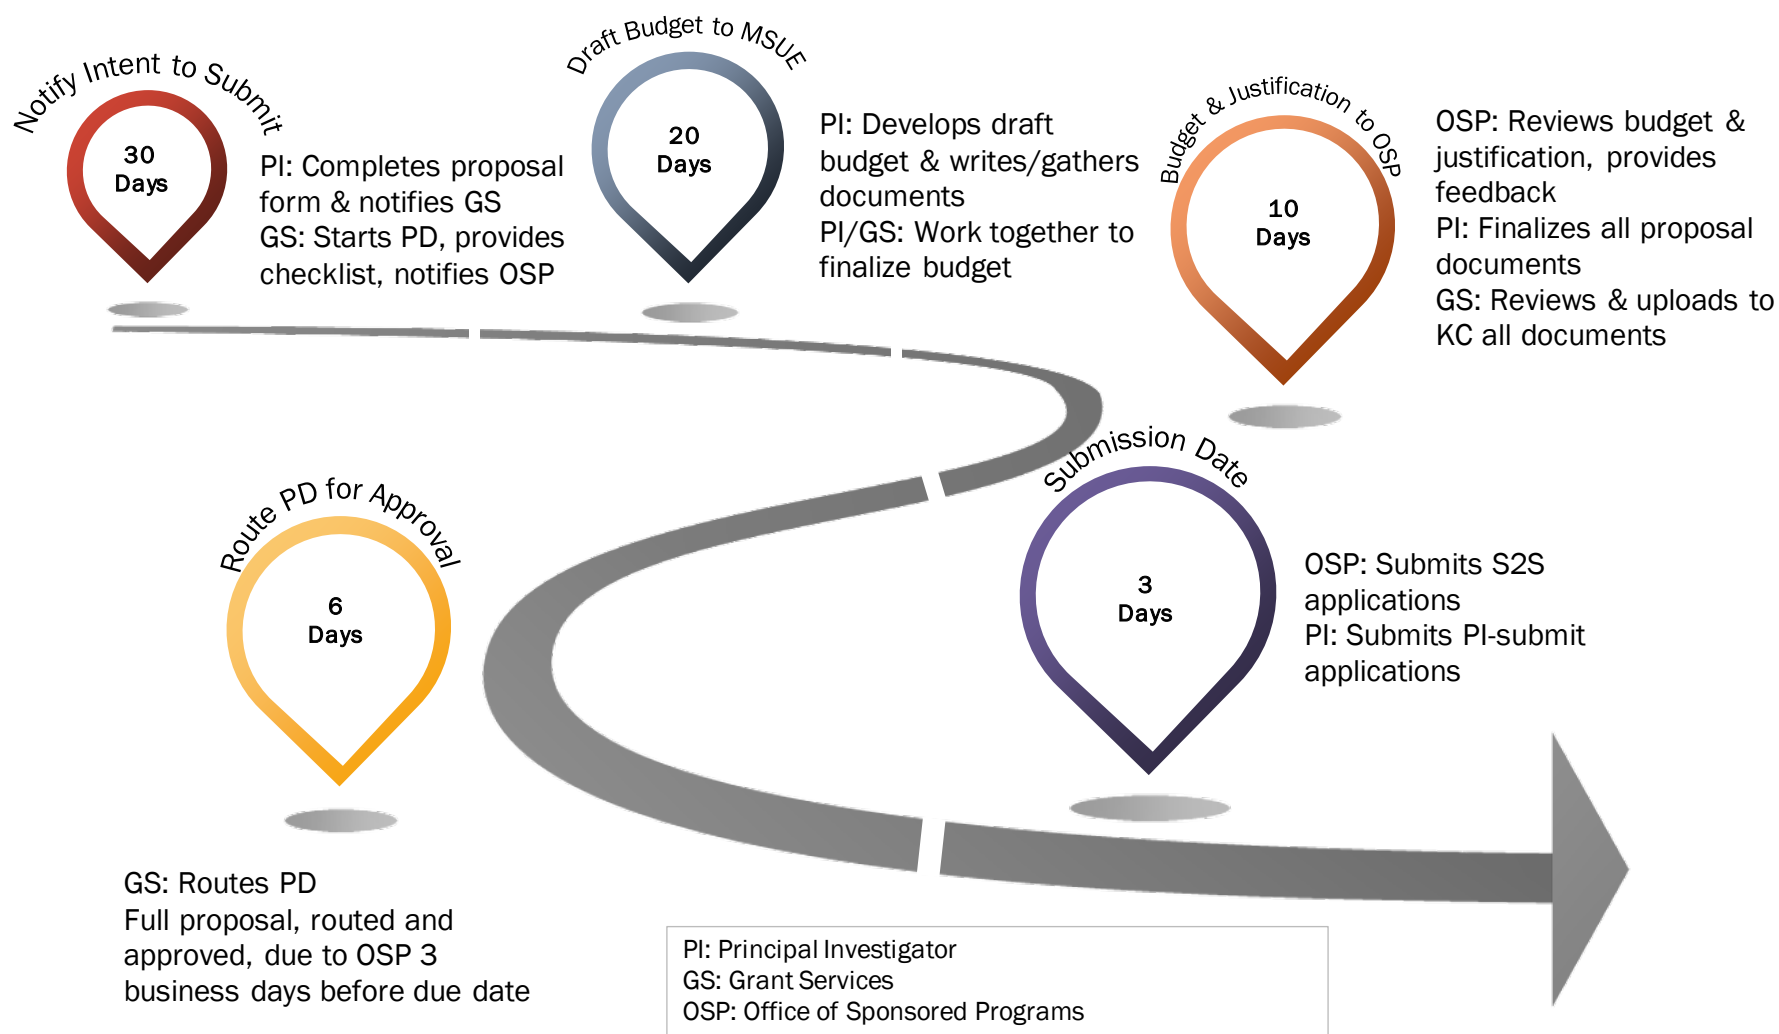 Notify Intent to Submit
30
Days
PI: Completes proposal
form & notifies GS
GS: Starts PD, provides
checklist, notifies OSP
Draft Budget to MSUE
20
Days
PI: Develops draft
budget & writes/gathers
documents
PI/GS: Work together to
finalize budget
Budget & Justification to OSP
10
Days
OSP: Reviews budget &
justification, provides
feedback
PI: Finalizes all proposal
documents
GS: Reviews & uploads to
KC all documents
Route PD for Approval
6
Days
GS: Routes PD
Full proposal, routed and
approved, due to OSP 3
business days before due date
Submission Date
3
Days
OSP: Submits S2S
applications
PI: Submits PI-submit
applications
PI: Principal Investigator
GS: Grant Services
OSP: Office of Sponsored Programs